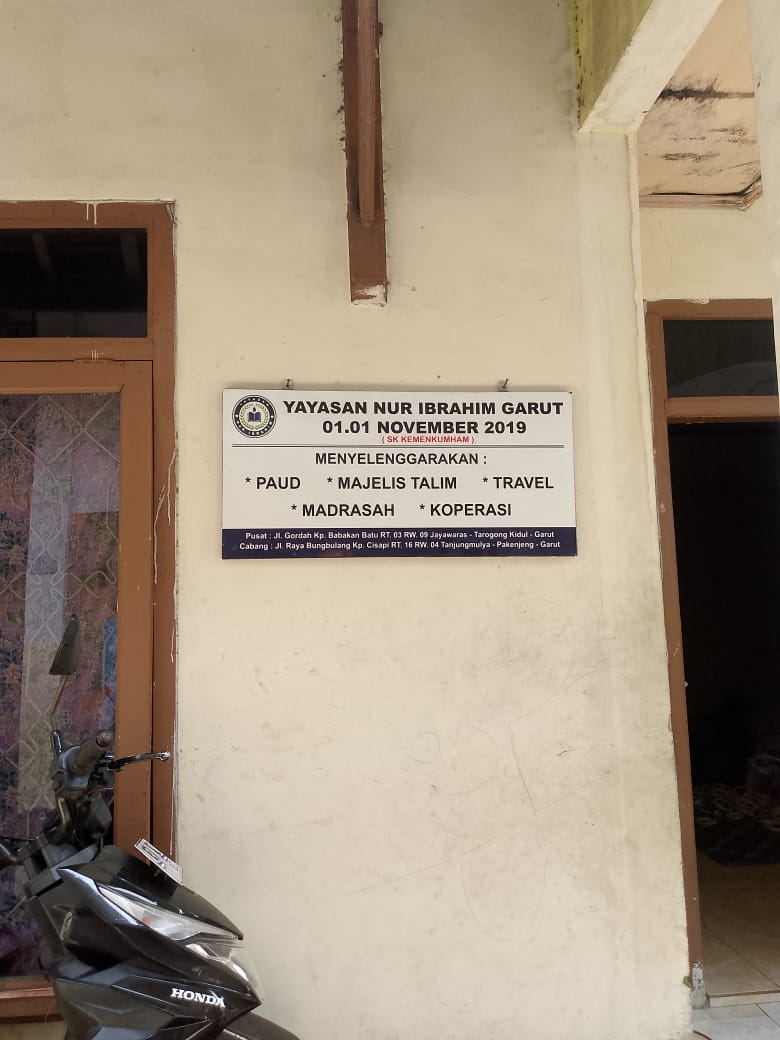 YAYASAN NUR IBRAHIM GARUT
01.01 NOVEMBER 2019
( SK KEMENKUMHAM )
MENYELENGGARAKAN :
* PAUD * MAJELIS TALIM * TRAVEL
* MADRASAH * KOPERASI
Pusat : Jl. Gordah Kp. Babakan Batu RT. 03 RW. 09 Jayawaras - Tarogong Kidul - Garut
Cabang : Jl. Raya Bungbulang Kp. Cisapi RT. 16 RW. 04 Tanjungmulya - Pakenjeng - Garut
HONDA